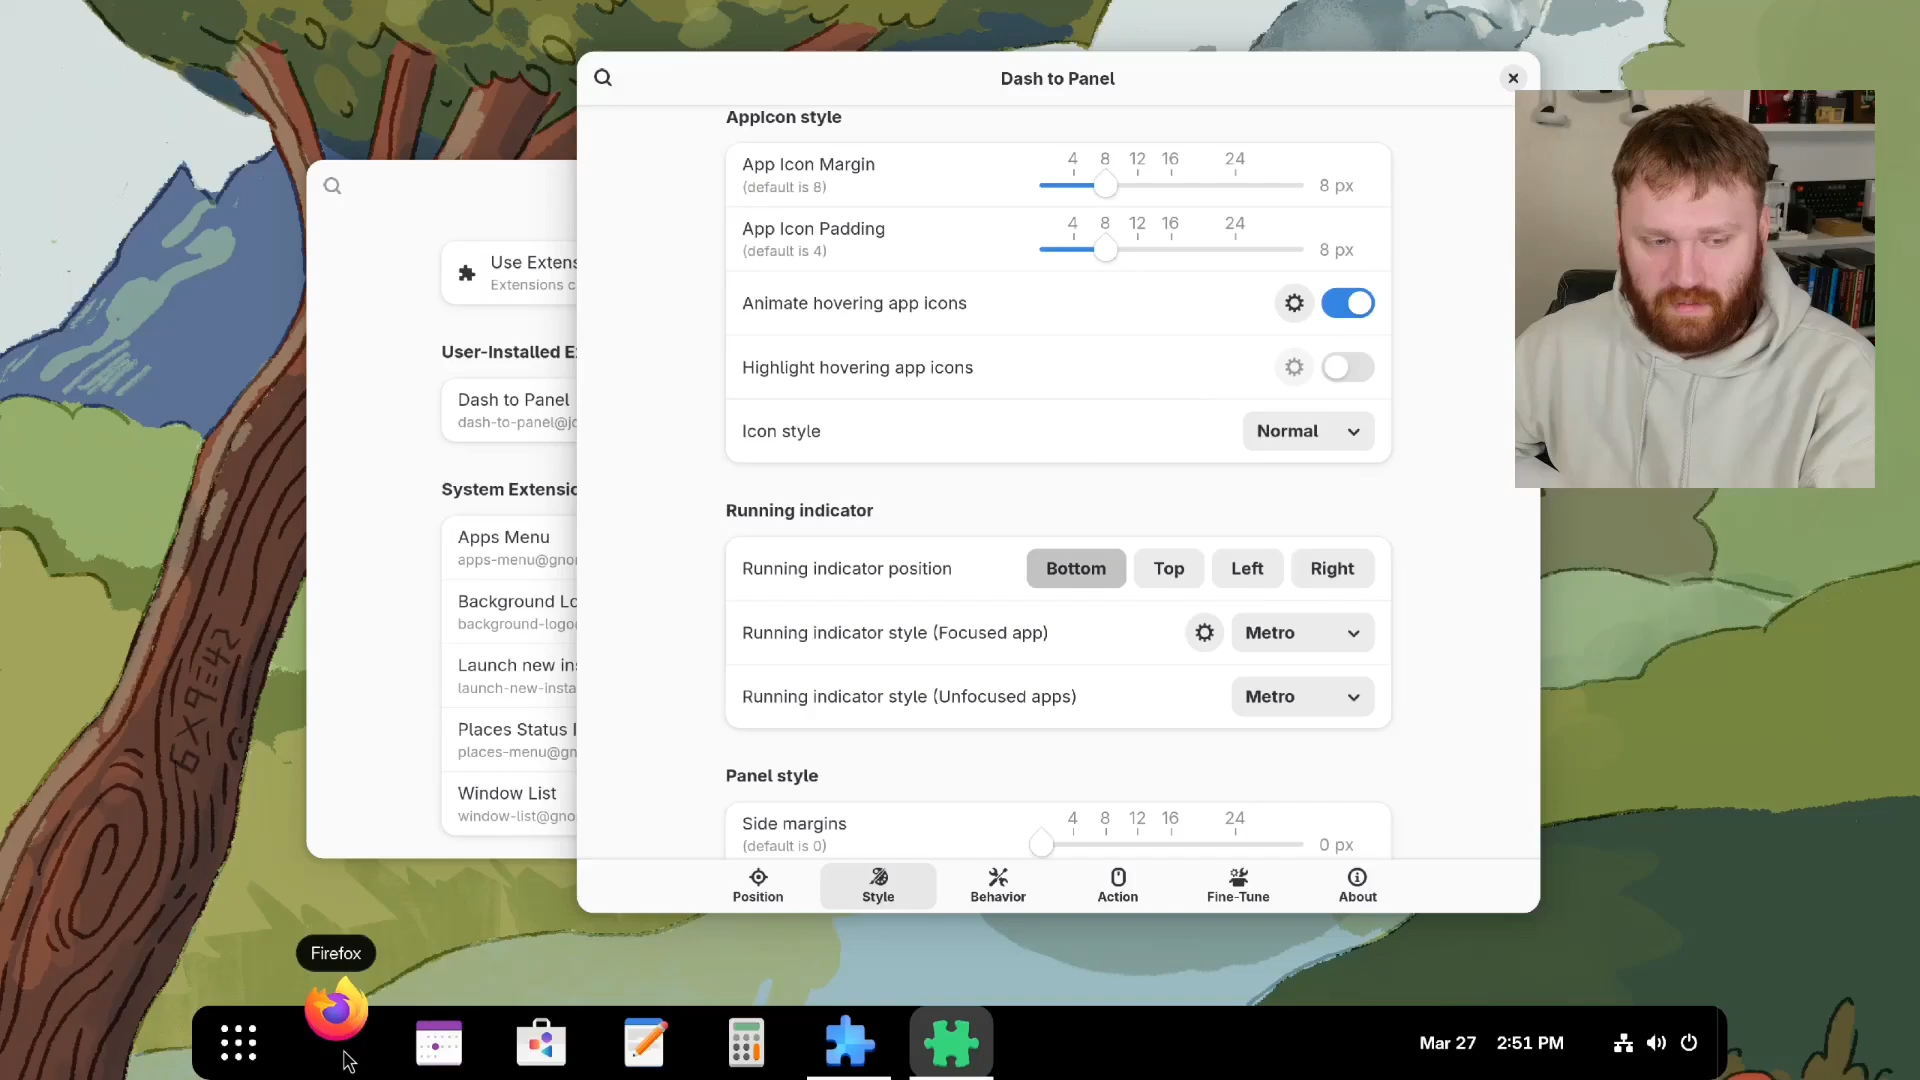 Dash to Panel
AppIcon style
App Icon Margin
(default is 8)
4 8 12 16 24
8 px
App Icon Padding
(default is 4)
4 8 12 16 24
8 px
Animate hovering app icons
Highlight hovering app icons
Icon style
Normal
Running indicator
Running indicator position
Bottom
Top
Left
Right
Running indicator style (Focused app)
Metro
Running indicator style (Unfocused apps)
Metro
Panel style
Side margins
(default is 0)
4 8 12 16 24
0 px
Position
Style
Behavior
Action
Fine-Tune
About
Use Extens
Extensions c
User-Installed E
Dash to Panel
dash-to-panel@jd
System Extensio
Apps Menu
apps-menu@gno
Background Lo
background-logo
Launch new ins
launch-new-insta
Places Status I
places-menu@gn
Window List
window-list@gno
6×9=42
Firefox
Mar 27 2:51 PM